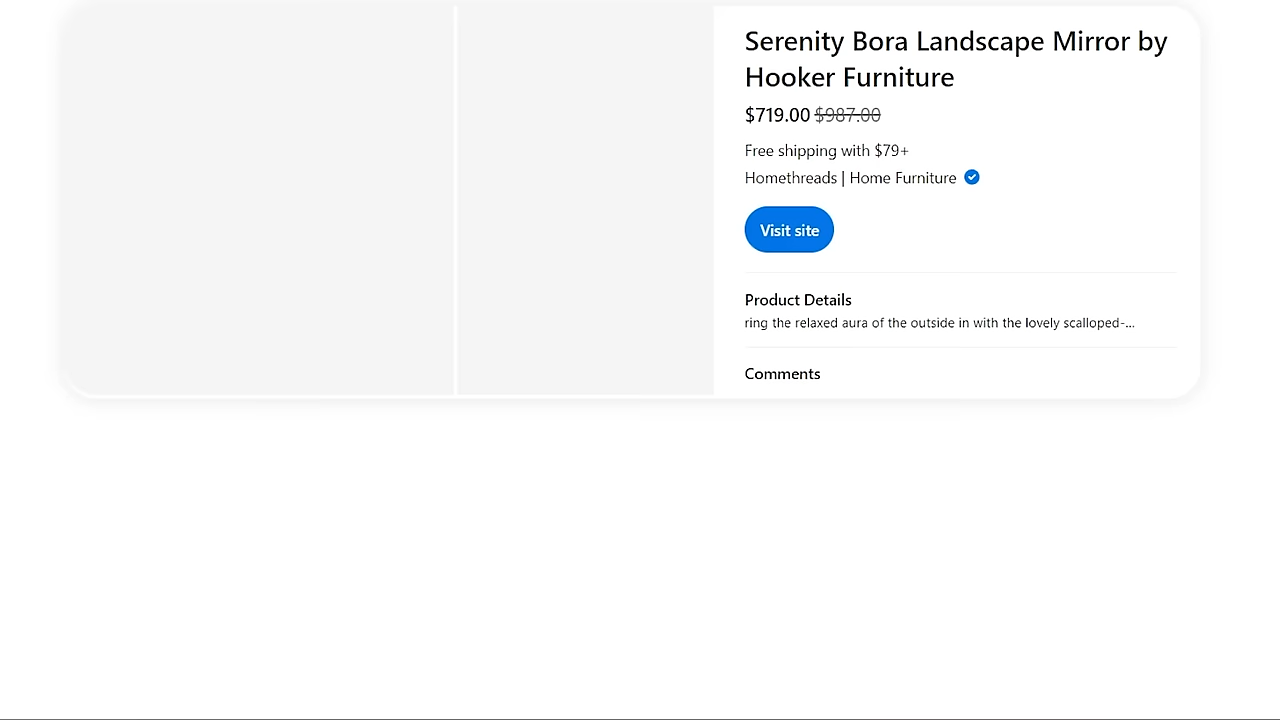 Serenity Bora Landscape Mirror by
Hooker Furniture
$719.00 $987.00
Free shipping with $79+
Homethreads | Home Furniture
Visit site
Product Details
ring the relaxed aura of the outside in with the lovely scalloped-...
Comments